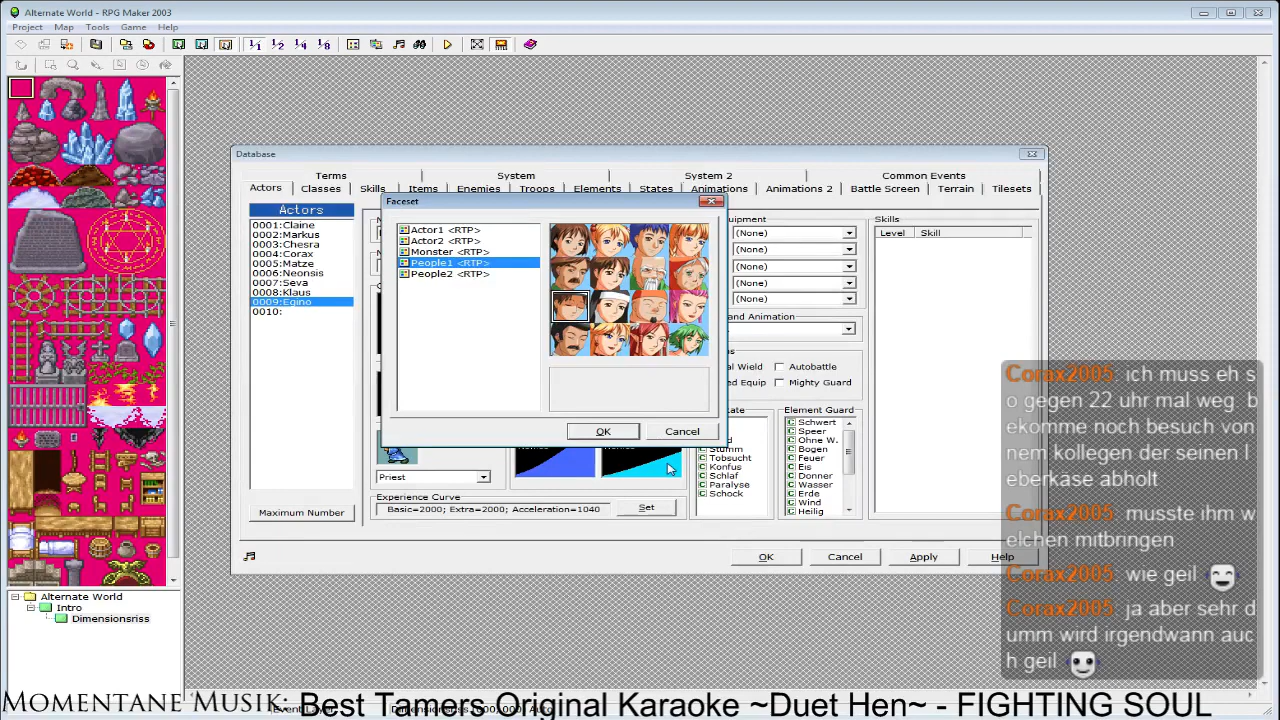 Alternate World - RPG Maker 2003
Project Map Tools Game Help
1/1 1/2 1/4 1/8
Database
Terms System System 2 Common Events
Actors Classes Skills Items Enemies Troops Elements States Animations Animations 2 Battle Screen Terrain Tilesets
Actors
0001:Claine
0002:Markus
0003:Chesra
0004:Corax
0005:Matze
0006:Neonsis
0007:Seva
0008:Klaus
0009:Egino
0010:
Maximum Number
Faceset
Actor1 <RTP>
Actor2 <RTP>
Monster <RTP>
People1 <RTP>
People2 <RTP>
OK Cancel
(None)
(None)
(None)
(None)
(None)
Skills
Level Skill
Autobattle
Mighty Guard
Element Guard
Stumm
Tobsucht
Konfus
Schlaf
Paralyse
Schock
Schwert
Speer
Ohne W.
Bogen
Feuer
Eis
Donner
Wasser
Erde
Wind
Heilig
Priest
Experience Curve
Basic=2000; Extra=2000; Acceleration=1040
Set
OK Cancel Apply Help
Alternate World
Intro
Dimensionsriss
Corax2005 ich muss eh s
o gegen 22 uhr mal weg b
ekomme noch besuch von
nem kollegen der seinen l
eberkäse abholt
Corax2005 musste ihm w
elchen mitbringen
Corax2005 wie geil
Corax2005 ja aber sehr d
umm wird irgendwann auc
h geil
Momentane Musik: Best Tamers Original Karaoke ~Duet Hen~ - FIGHTING SOUL